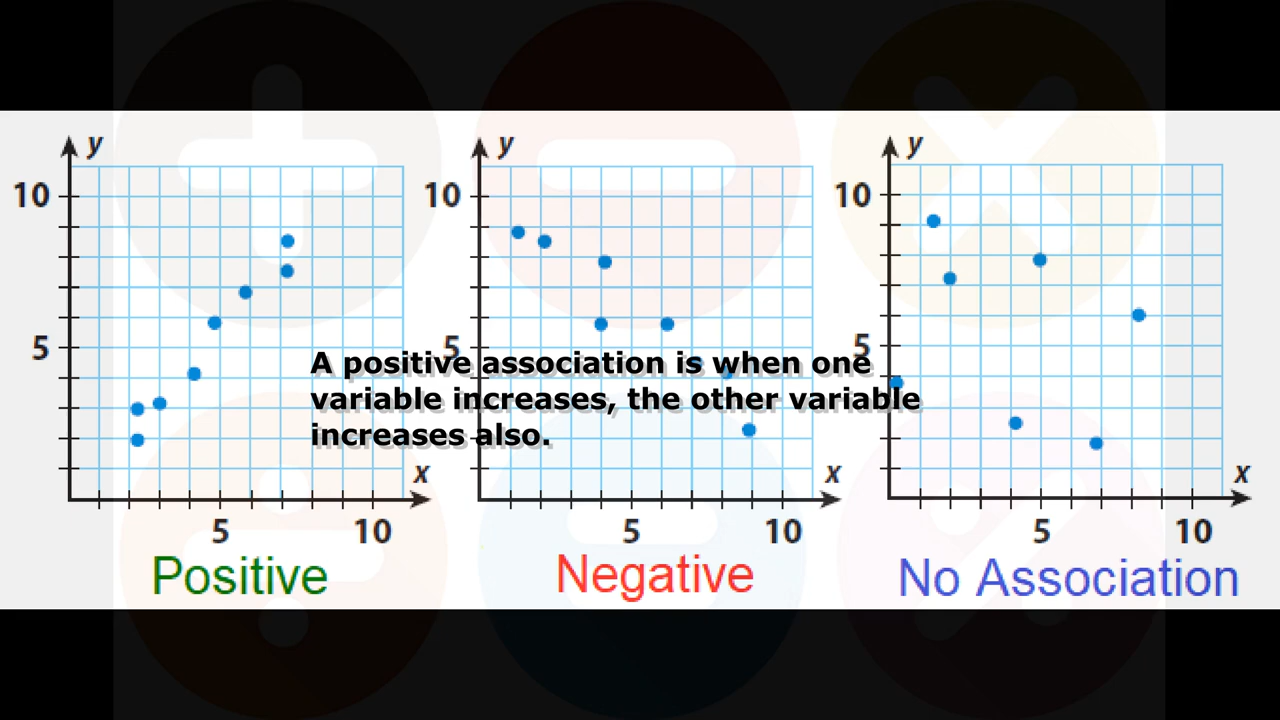 y
10
5
x
5
10
Positive
y
10
5
x
5
10
Negative
y
10
5
x
5
10
No Association
A positive association is when one
variable increases, the other variable
increases also.